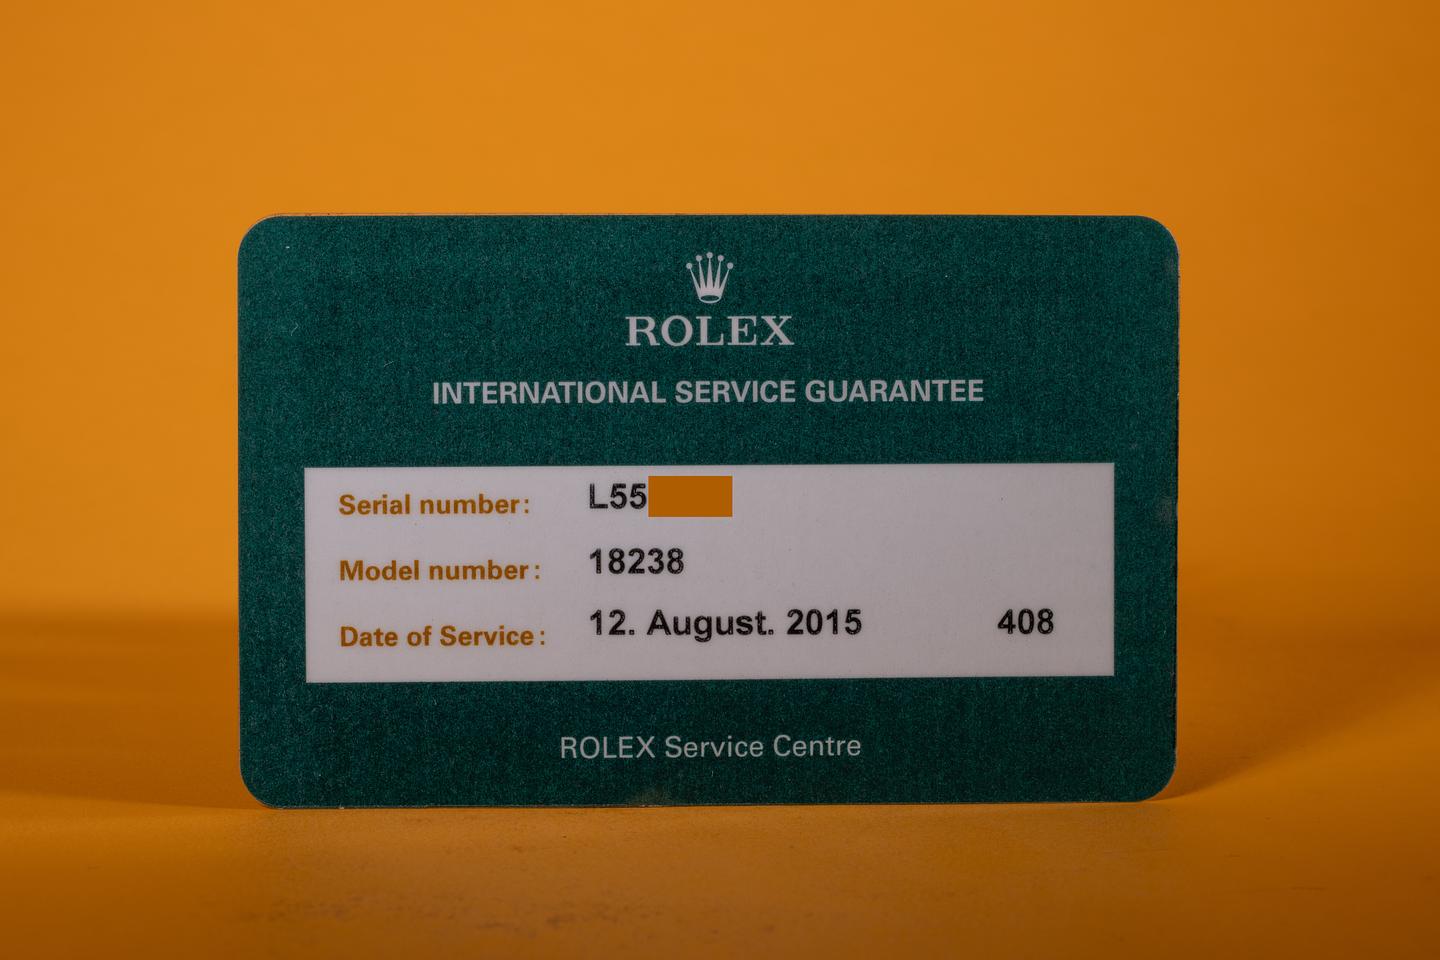 ROLEX
INTERNATIONAL SERVICE GUARANTEE
Serial number: L55
Model number: 18238
Date of Service: 12. August. 2015 408
ROLEX Service Centre